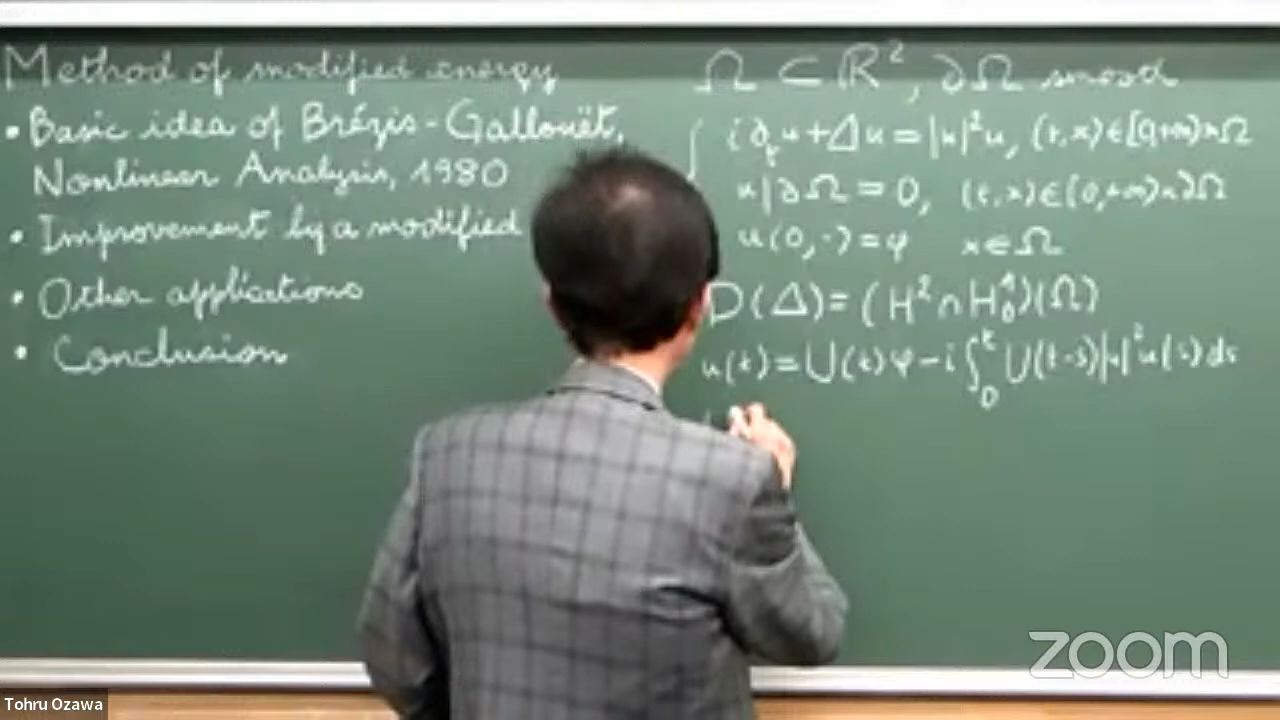 Method of modified energy
• Basic idea of Brézis-Gallouët,
Nonlinear Analysis, 1980
• Improvement by a modified
• Other applications
• Conclusion
Ω ⊂ ℝ², ∂Ω smooth
i∂ₜu + Δu = |u|²u, (t,x)∈[0,+∞)×Ω
u|∂Ω = 0, (t,x)∈[0,+∞)×∂Ω
u(0,·) = φ x∈Ω
D(Δ) = (H² ∩ H¹₀)(Ω)
u(t) = U(t)φ - i∫₀ᵗ U(t-s)|u|²u(s)ds
Tohru Ozawa
zoom